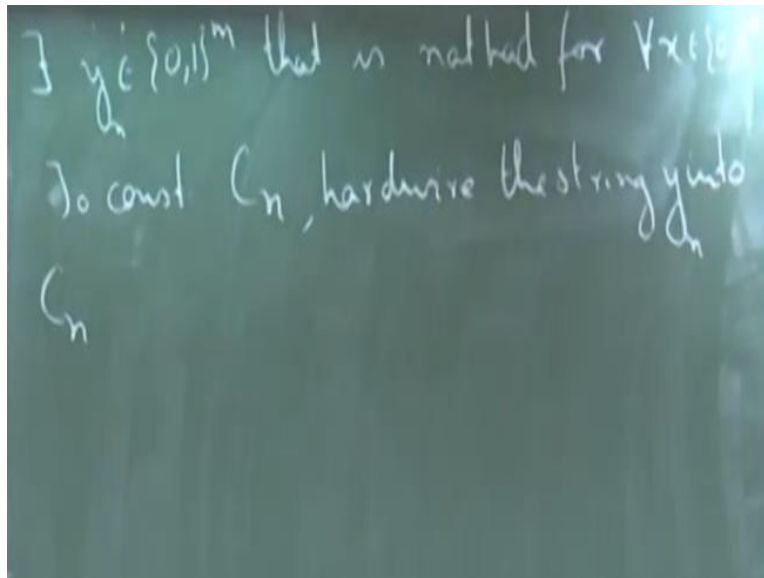 ∃ yₙ ∈ {0,1}ᵐ that is not bad for ∀x ∈ {0,
To const Cₙ, hardwire the string yₙ into
Cₙ